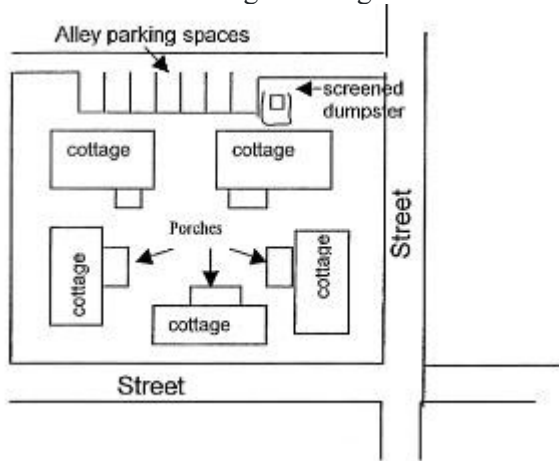 Alley parking spaces
screened
dumpster
cottage
cottage
Porches
cottage
cottage
cottage
Street
Street